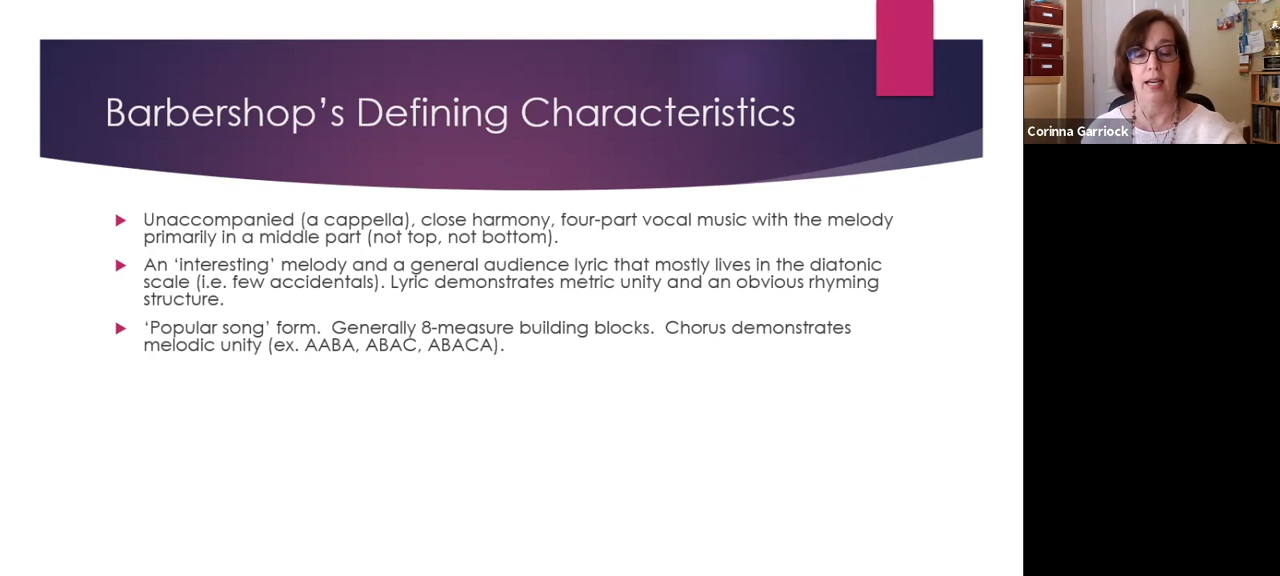 Barbershop's Defining Characteristics
Unaccompanied (a cappella), close harmony, four-part vocal music with the melody
primarily in a middle part (not top, not bottom).
An 'interesting' melody and a general audience lyric that mostly lives in the diatonic
scale (i.e. few accidentals). Lyric demonstrates metric unity and an obvious rhyming
structure.
'Popular song' form.  Generally 8-measure building blocks.  Chorus demonstrates
melodic unity (ex. AABA, ABAC, ABACA).
Corinna Garriock